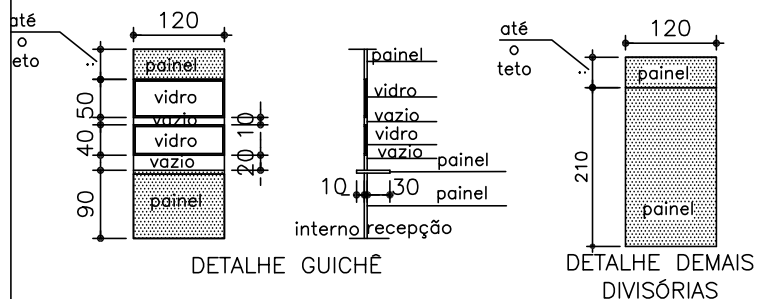 até
o
eto
120
painel
vidro
vazio
vidro
vazio
painel
50
40
90
10
20
painel
vidro
vazio
vidro
vazio
painel
10
30
painel
interno
recepção
DETALHE GUICHÊ
até
o
teto
120
painel
210
painel
DETALHE DEMAIS
DIVISÓRIAS